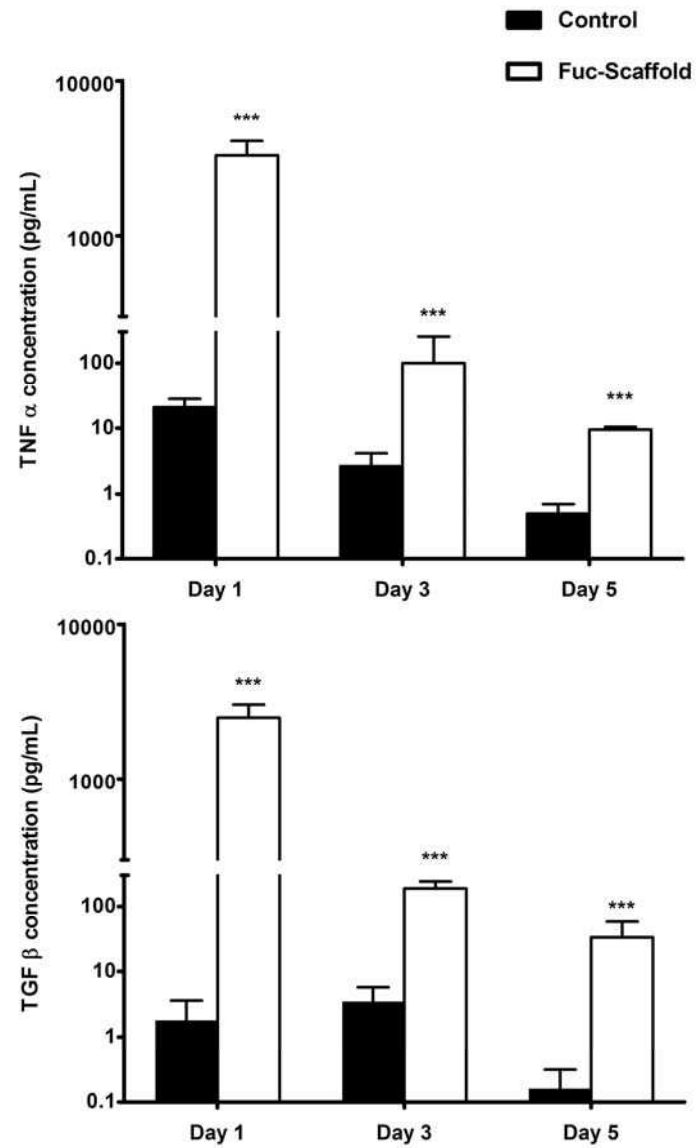 Control
Fuc-Scaffold
TNF α concentration (pg/mL)
10000
1000
100
10
1
0.1
***
***
***
Day 1
Day 3
Day 5
TGF β concentration (pg/mL)
10000
1000
100
10
1
0.1
***
***
***
Day 1
Day 3
Day 5